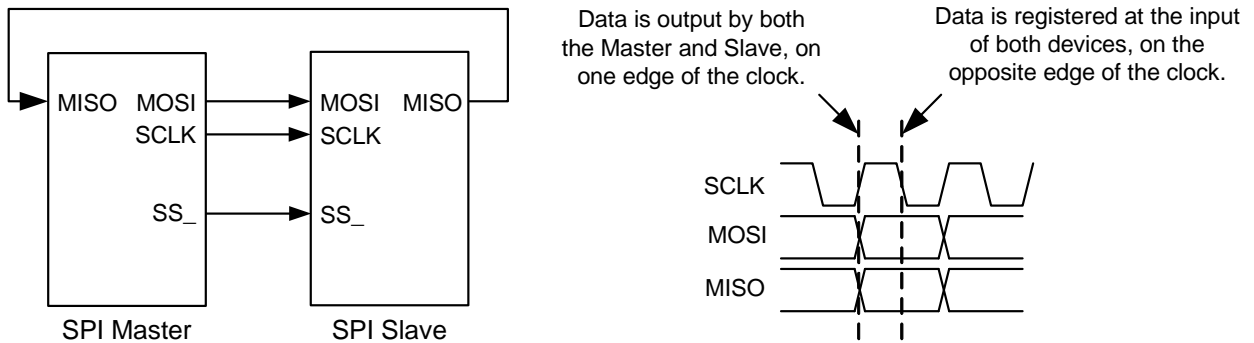 MISO MOSI
SCLK
SS_
SPI Master
MOSI MISO
SCLK
SS_
SPI Slave
Data is output by both
the Master and Slave, on
one edge of the clock.
Data is registered at the input
of both devices, on the
opposite edge of the clock.
SCLK
MOSI
MISO